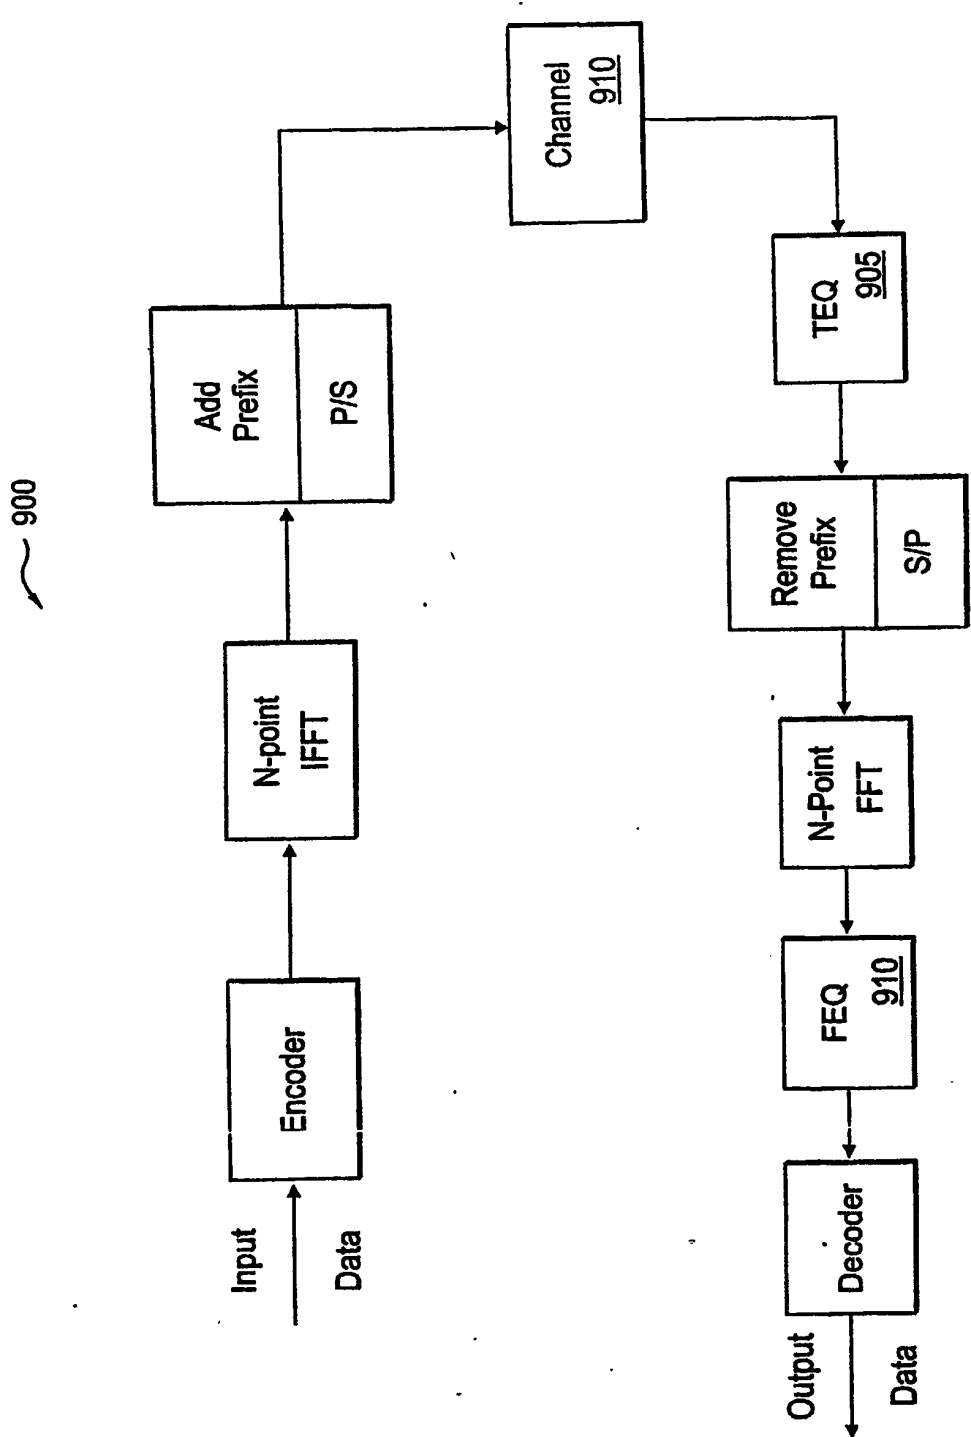 900
Input
Data
Encoder
N-point
IFFT
Add
Prefix
P/S
Channel
910
TEQ
905
Remove
Prefix
S/P
N-Point
FFT
FEQ
910
Decoder
Output
Data